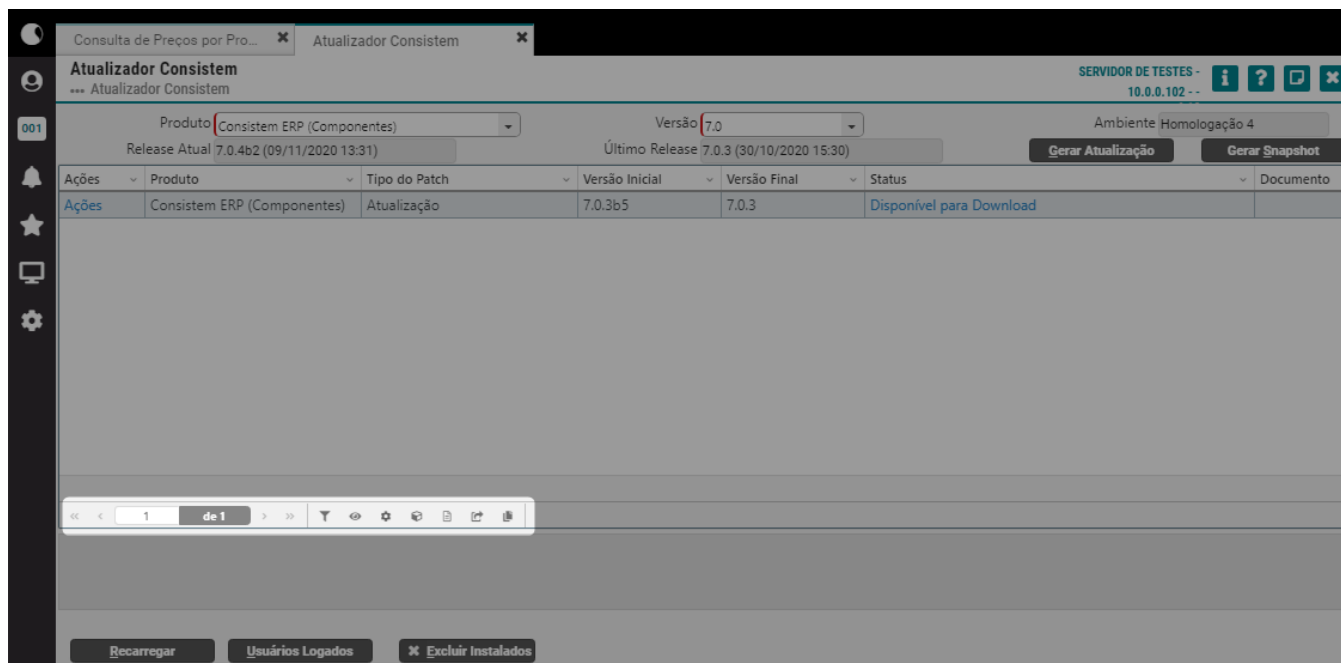 Consulta de Preços por Pro... Atualizador Consistem
Atualizador Consistem
... Atualizador Consistem
SERVIDOR DE TESTES -
10.0.0.102 - -
001
Produto Consistem ERP (Componentes) Versão 7.0 Ambiente Homologação 4
Release Atual 7.0.4b2 (09/11/2020 13:31) Último Release 7.0.3 (30/10/2020 15:30) Gerar Atualização Gerar Snapshot
Ações Produto Tipo do Patch Versão Inicial Versão Final Status Documento
Ações Consistem ERP (Componentes) Atualização 7.0.3b5 7.0.3 Disponível para Download
1 de 1
Recarregar Usuários Logados Excluir Instalados